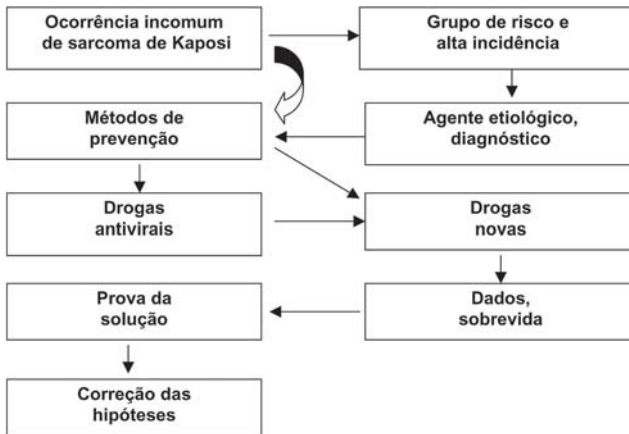 Ocorrência incomum
de sarcoma de Kaposi
Grupo de risco e
alta incidência
Métodos de
prevenção
Agente etiológico,
diagnóstico
Drogas
antivirais
Drogas
novas
Prova da
solução
Dados,
sobrevida
Correção das
hipóteses